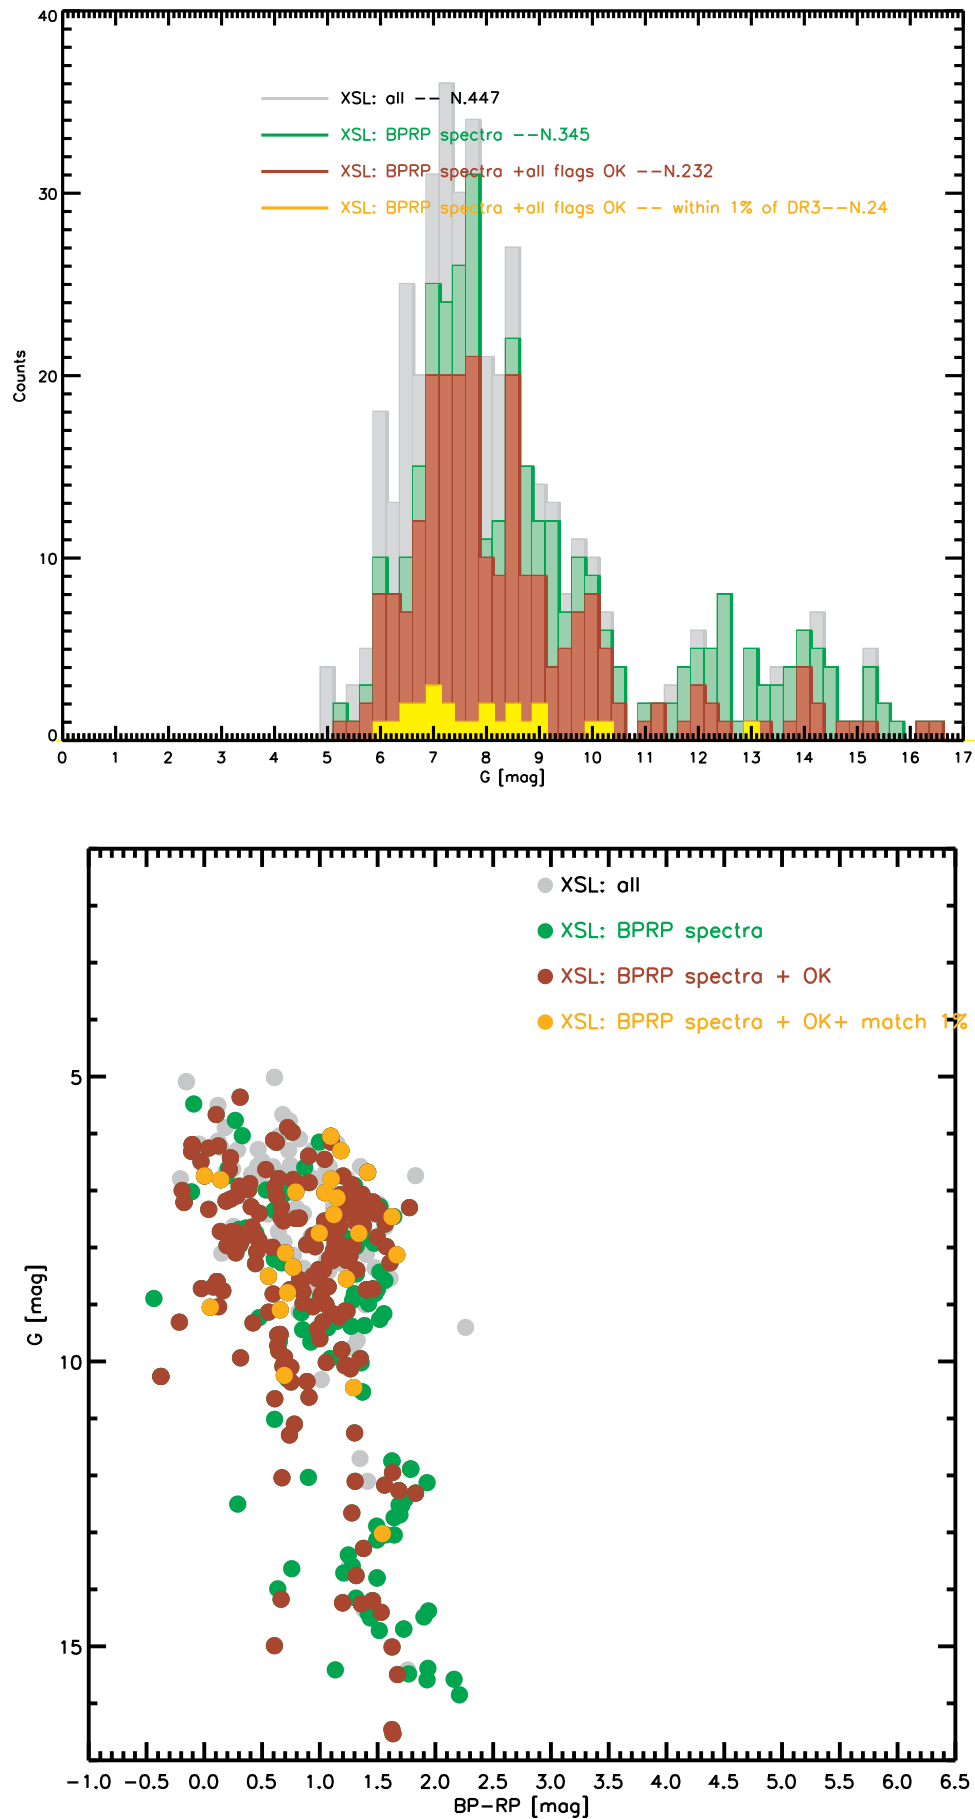 40
XSL: all -- N.447
XSL: BPRP spectra --N.345
XSL: BPRP spectra +all flags OK --N.232
XSL: BPRP spectra +all flags OK -- within 1% of DR3--N.24
30
Counts
20
10
0
0 1 2 3 4 5 6 7 8 9 10 11 12 13 14 15 16 17
G [mag]
XSL: all
XSL: BPRP spectra
XSL: BPRP spectra + OK
XSL: BPRP spectra + OK+ match 1%
5
G [mag]
10
15
-1.0 -0.5 0.0 0.5 1.0 1.5 2.0 2.5 3.0 3.5 4.0 4.5 5.0 5.5 6.0 6.5
BP-RP [mag]